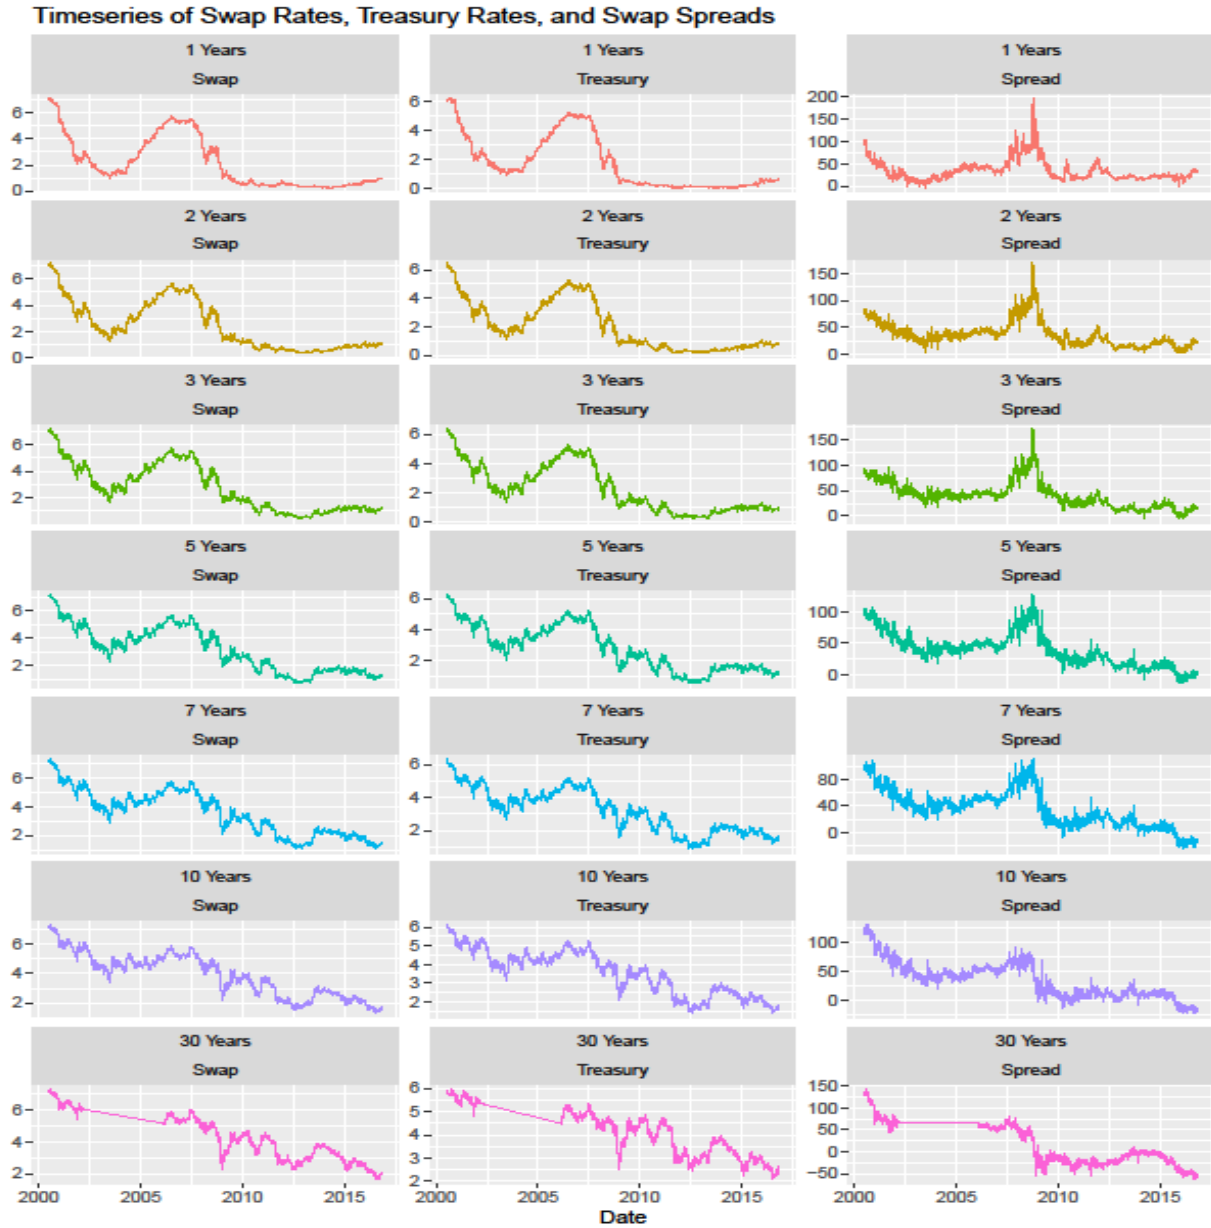 Timeseries of Swap Rates, Treasury Rates, and Swap Spreads
1 Years
Swap
6
4
2
0
1 Years
Treasury
6
4
2
0
1 Years
Spread
200
150
100
50
0
2 Years
Swap
6
4
2
0
2 Years
Treasury
6
4
2
0
2 Years
Spread
150
100
50
0
3 Years
Swap
6
4
2
3 Years
Treasury
6
4
2
0
3 Years
Spread
150
100
50
0
5 Years
Swap
6
4
2
5 Years
Treasury
6
4
2
5 Years
Spread
100
50
0
7 Years
Swap
6
4
2
7 Years
Treasury
6
4
2
7 Years
Spread
80
40
0
10 Years
Swap
6
4
2
10 Years
Treasury
6
5
4
3
2
10 Years
Spread
100
50
0
30 Years
Swap
6
4
2
30 Years
Treasury
6
5
4
3
2
30 Years
Spread
150
100
50
0
−50
2000 2005 2010 2015
2000 2005 2010 2015
2000 2005 2010 2015
Date